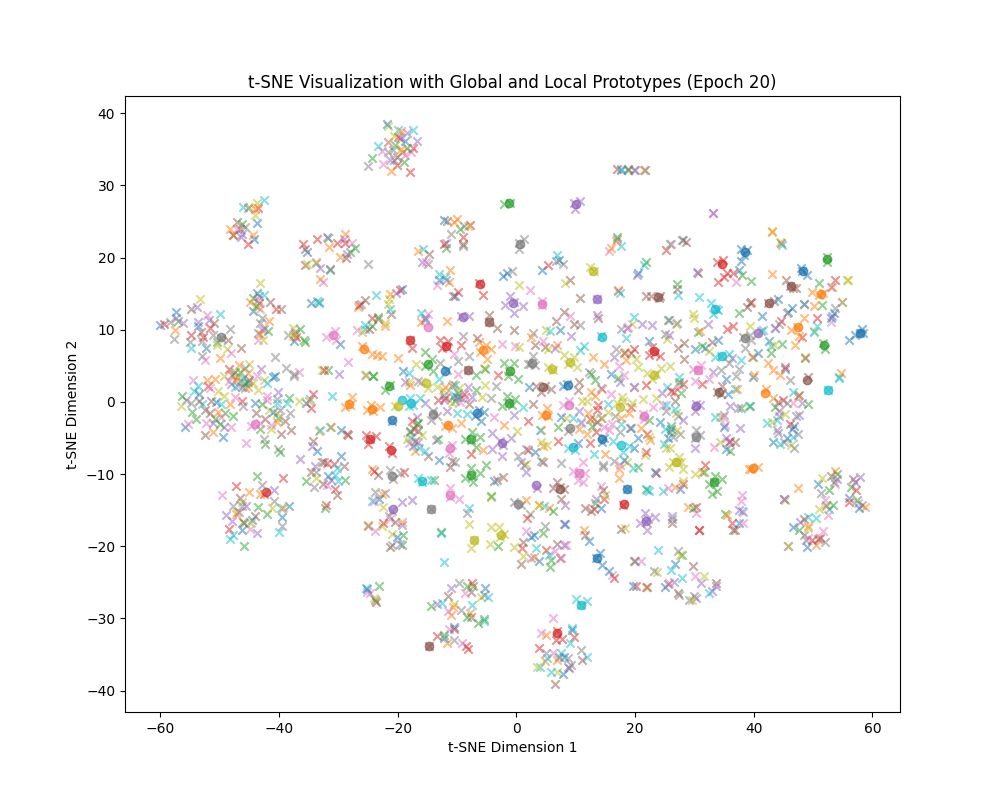 t-SNE Visualization with Global and Local Prototypes (Epoch 20)
40
30
20
10
0
−10
−20
−30
−40
t-SNE Dimension 2
−60 −40 −20 0 20 40 60
t-SNE Dimension 1